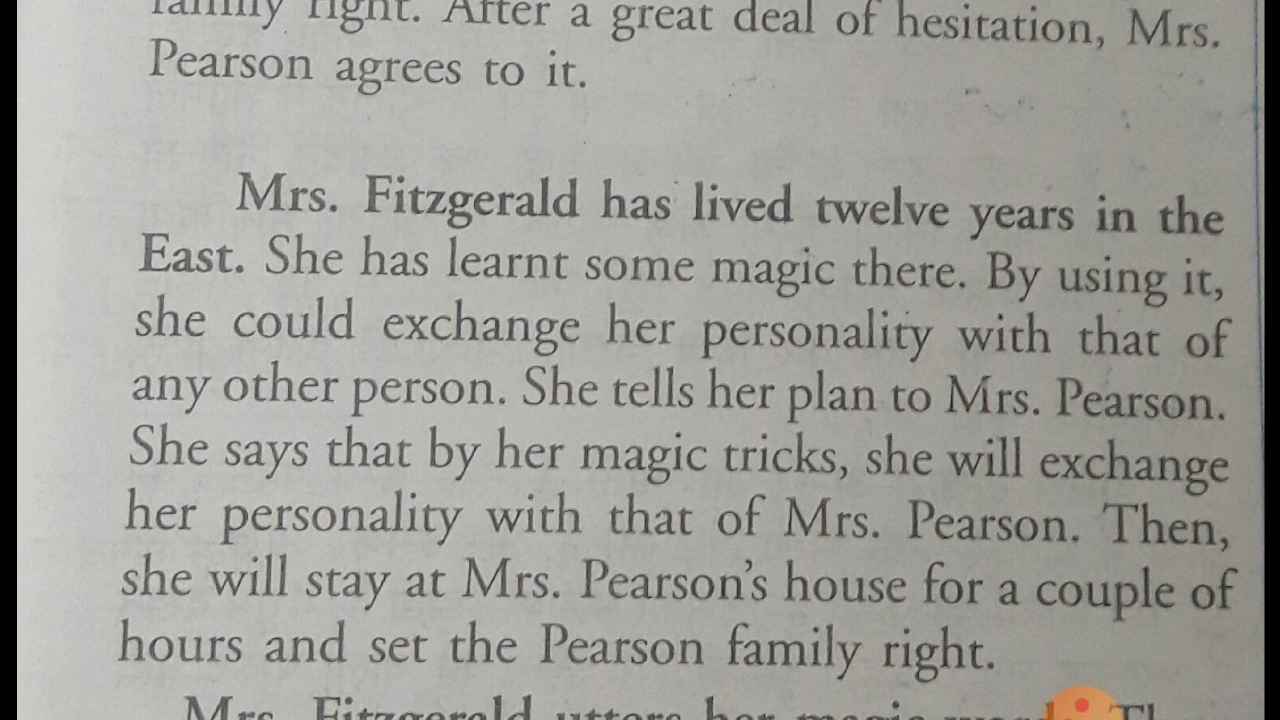 family right. After a great deal of hesitation, Mrs.
Pearson agrees to it.
Mrs. Fitzgerald has lived twelve years in the
East. She has learnt some magic there. By using it,
she could exchange her personality with that of
any other person. She tells her plan to Mrs. Pearson.
She says that by her magic tricks, she will exchange
her personality with that of Mrs. Pearson. Then,
she will stay at Mrs. Pearson's house for a couple of
hours and set the Pearson family right.
Mrs. Fitzgerald utters her magic